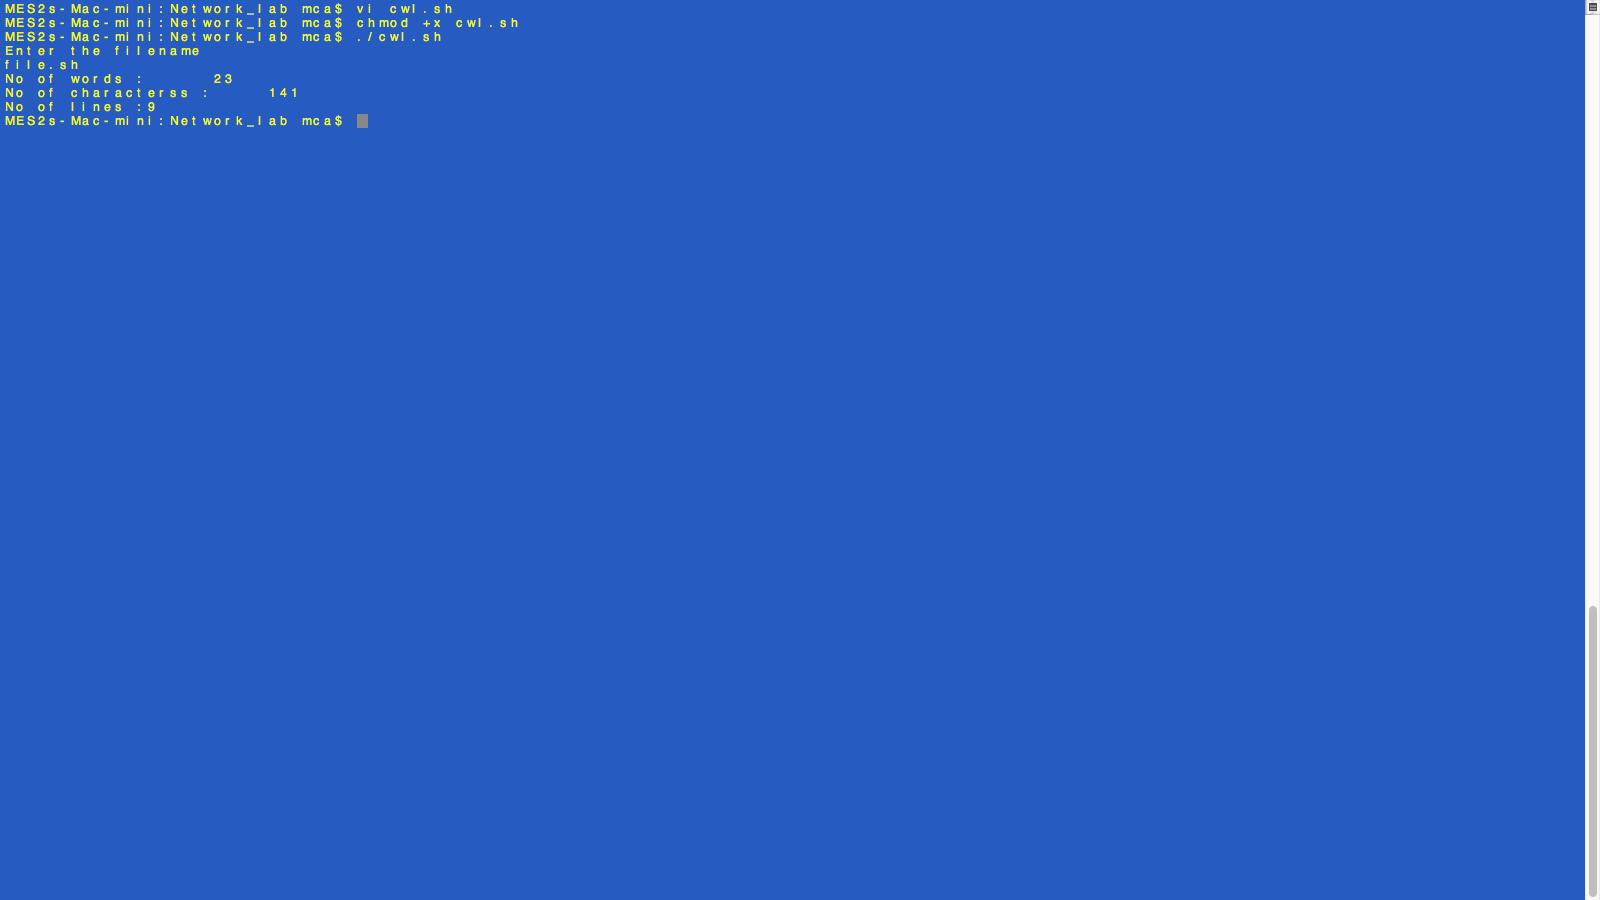 MES2s-Mac-mini:Network_lab mca$ vi cwl.sh
MES2s-Mac-mini:Network_lab mca$ chmod +x cwl.sh
MES2s-Mac-mini:Network_lab mca$ ./cwl.sh
Enter the filename
file.sh
No of words :       23
No of characterss :      141
No of lines :9
MES2s-Mac-mini:Network_lab mca$